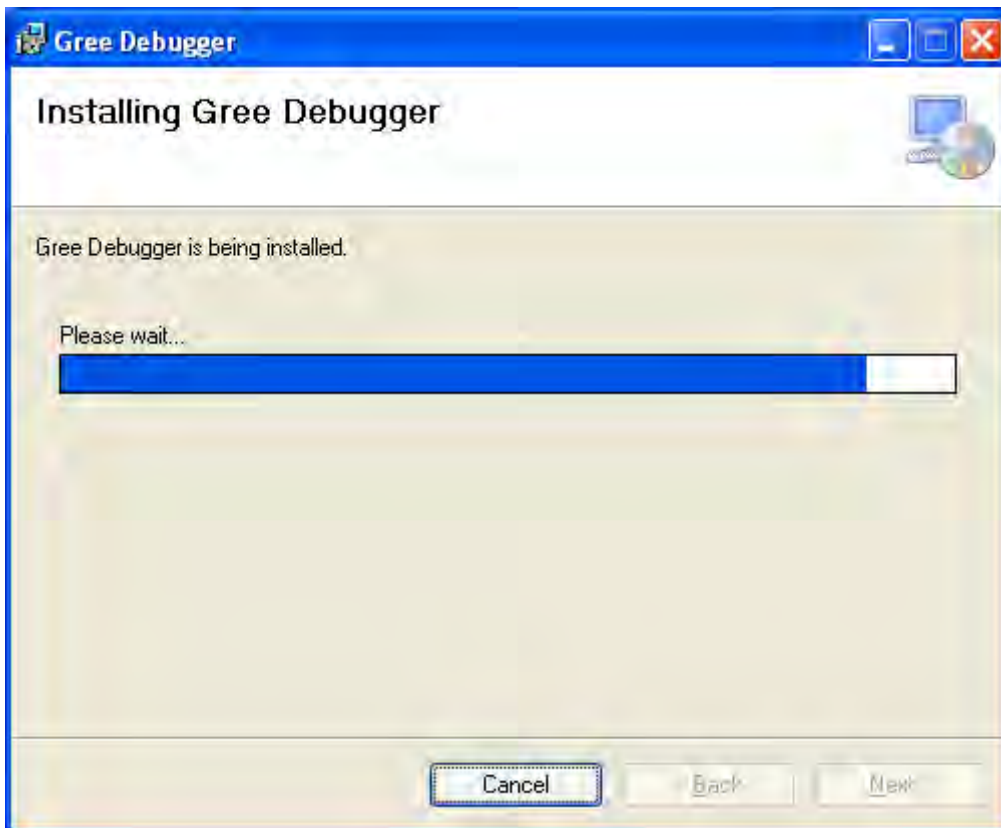 Gree Debugger
Installing Gree Debugger
Gree Debugger is being installed.
Please wait...
Cancel
Back
Next